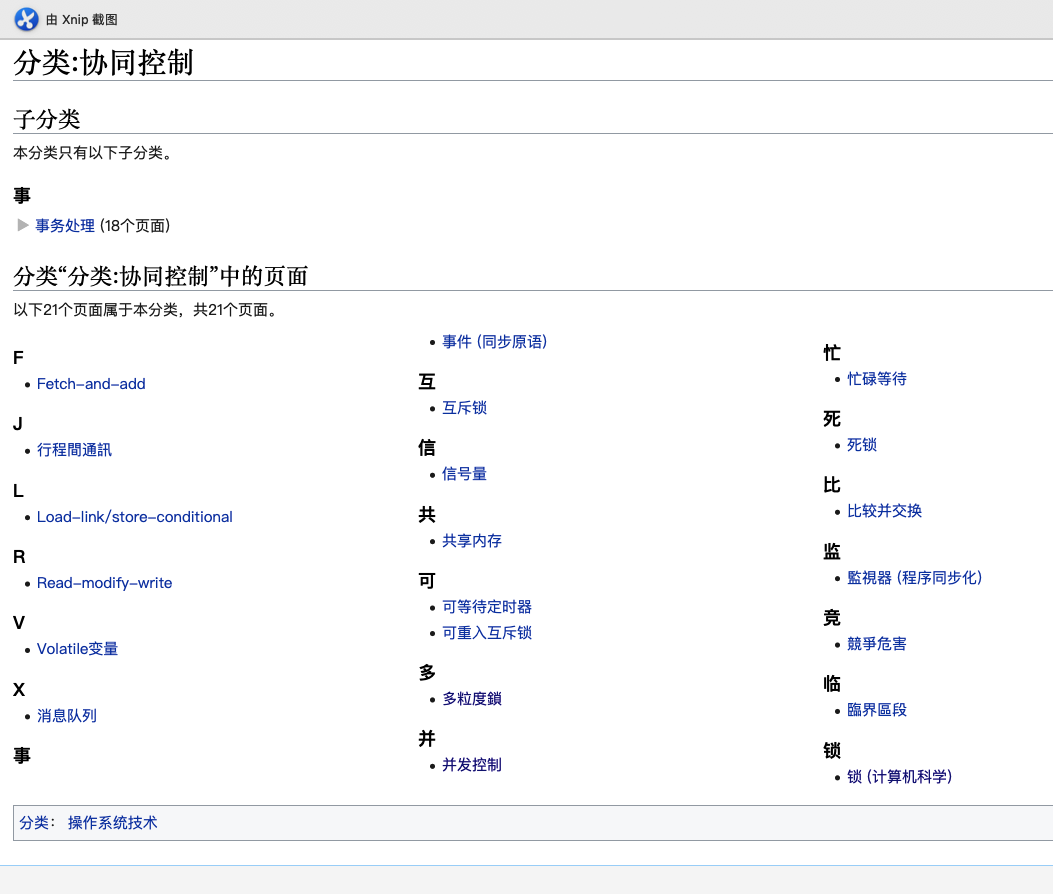 由 Xnip 截图
分类:协同控制
子分类
本分类只有以下子分类。
事
事务处理 (18个页面)
分类“分类:协同控制”中的页面
以下21个页面属于本分类，共21个页面。
F
Fetch-and-add
J
行程間通訊
L
Load-link/store-conditional
R
Read-modify-write
V
Volatile变量
X
消息队列
事
事件 (同步原语)
互
互斥锁
信
信号量
共
共享内存
可
可等待定时器
可重入互斥锁
多
多粒度鎖
并
并发控制
忙
忙碌等待
死
死锁
比
比较并交换
监
監視器 (程序同步化)
竞
競爭危害
临
臨界區段
锁
锁 (计算机科学)
分类： 操作系统技术